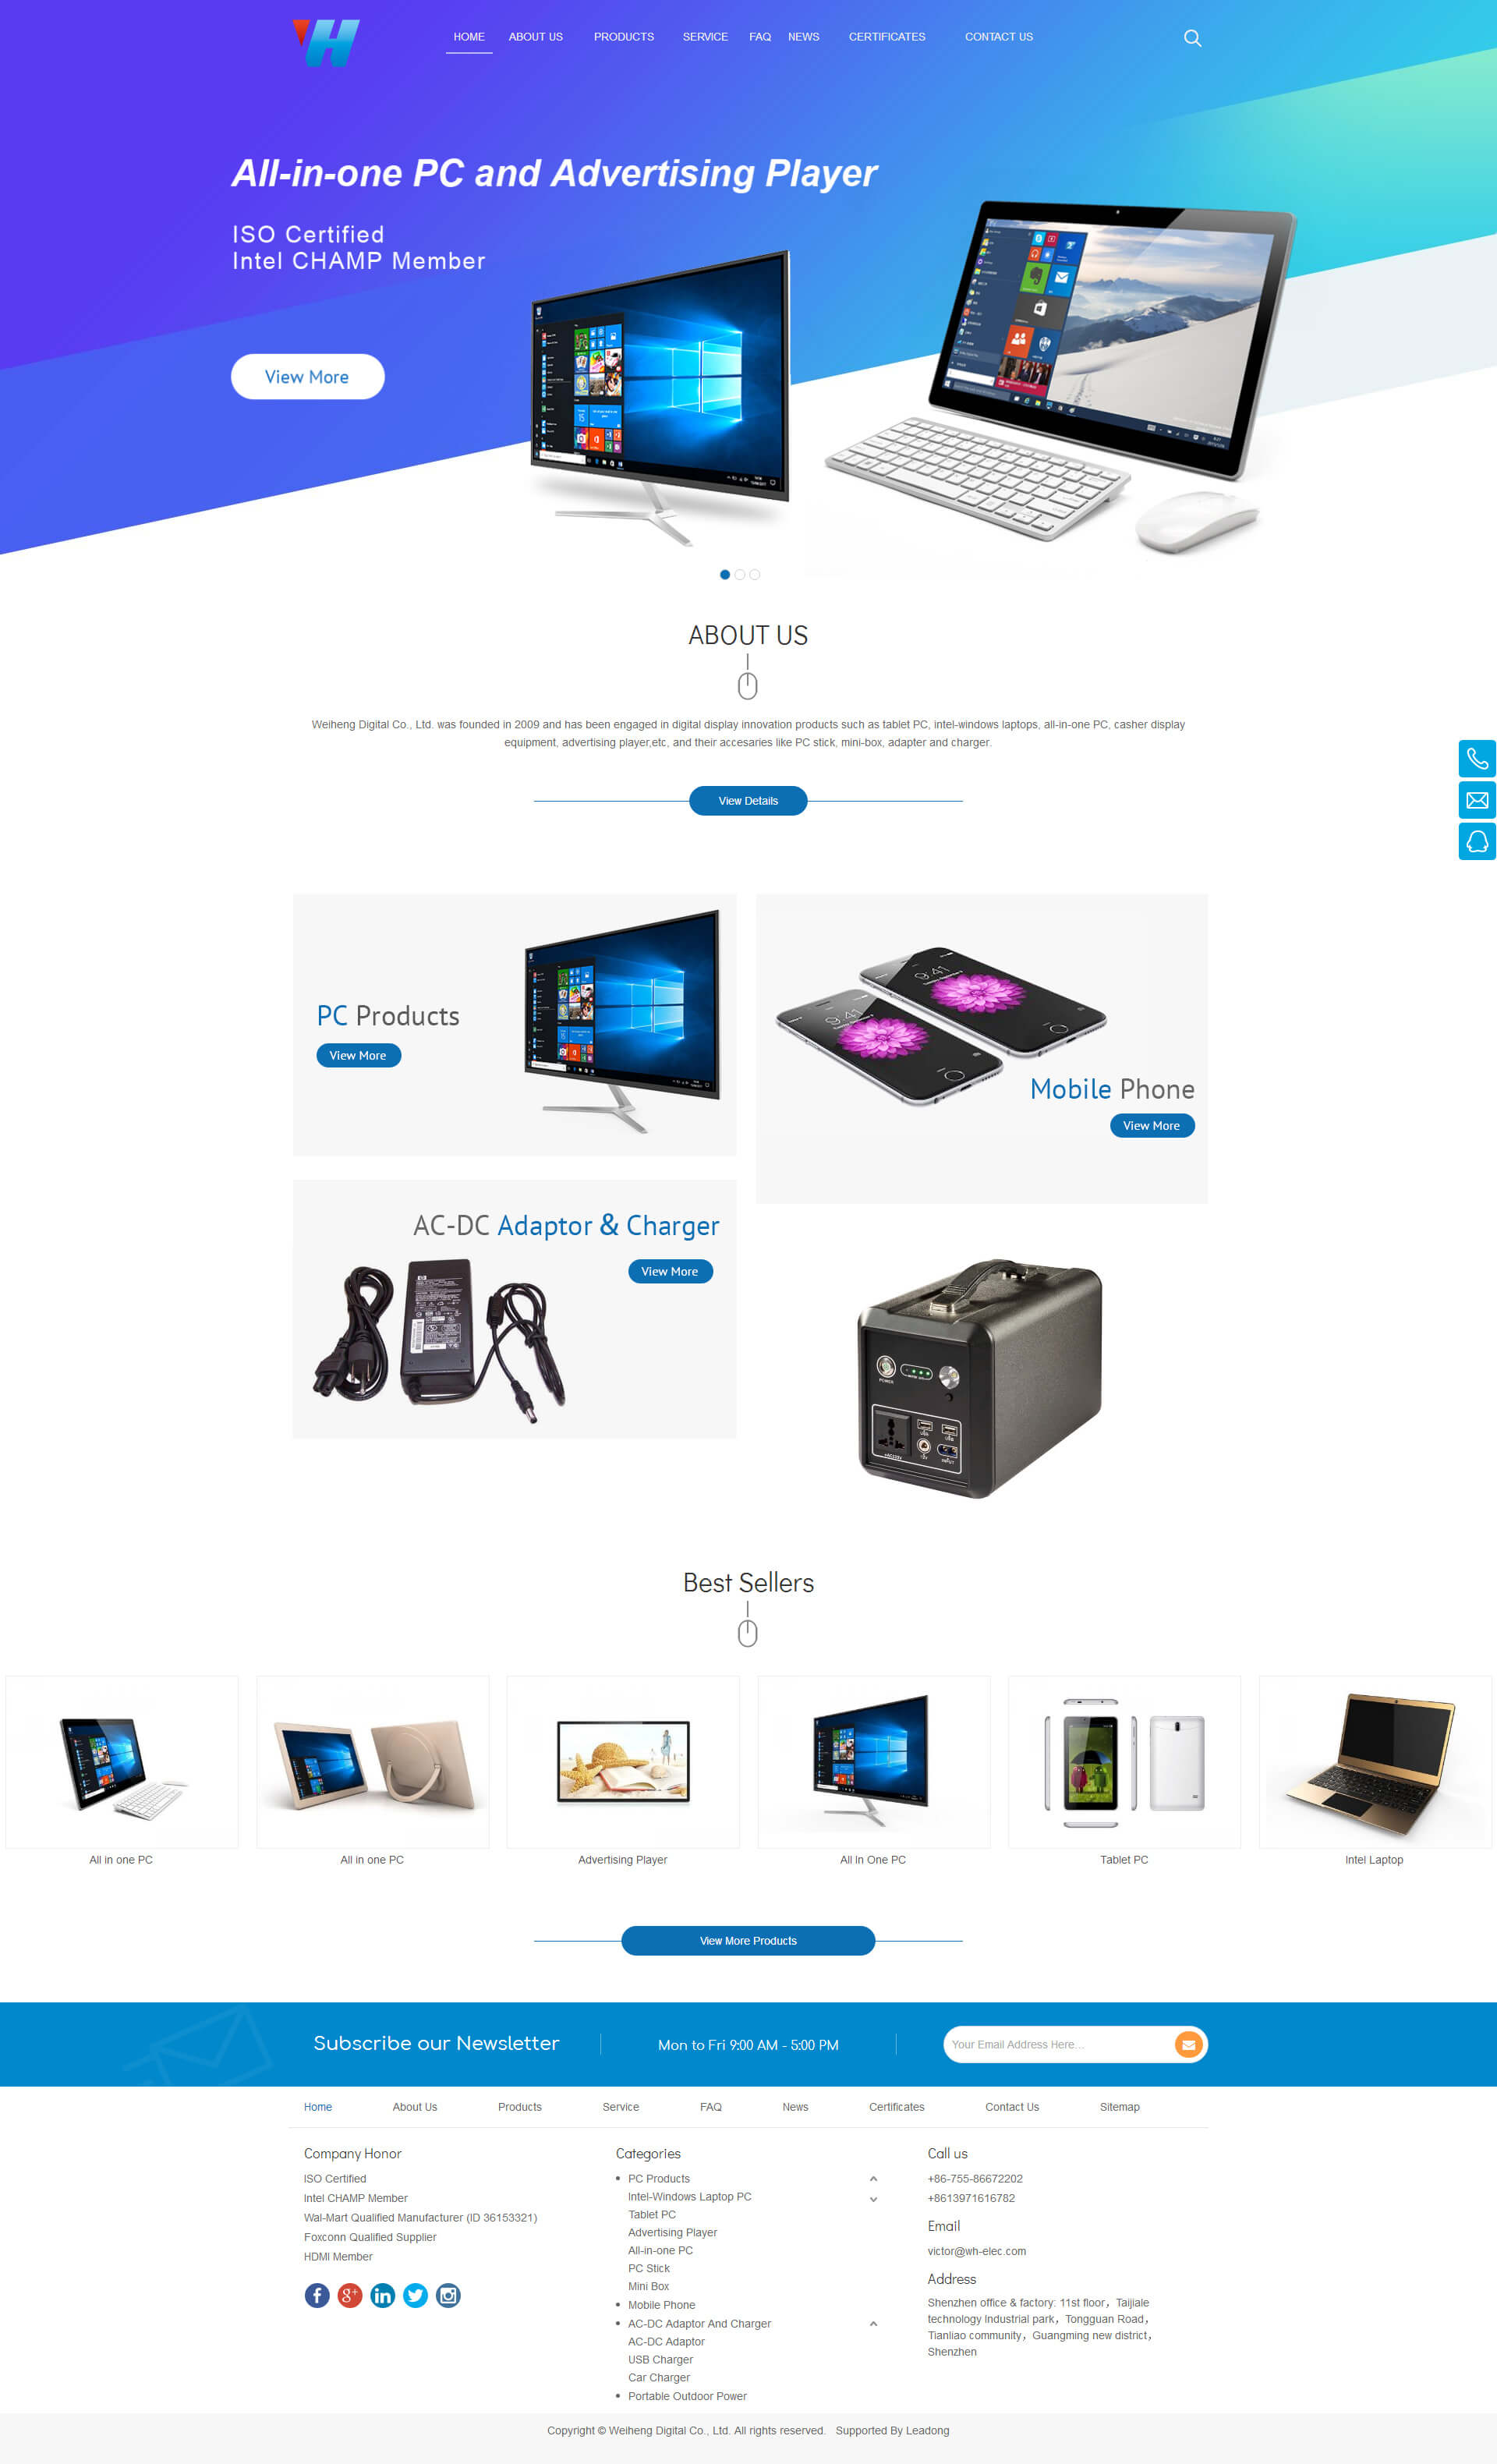 HOME ABOUT US PRODUCTS SERVICE FAQ NEWS CERTIFICATES CONTACT US
All-in-one PC and Advertising Player
ISO Certified
Intel CHAMP Member
View More
ABOUT US
Weiheng Digital Co., Ltd. was founded in 2009 and has been engaged in digital display innovation products such as tablet PC, intel-windows laptops, all-in-one PC, casher display
equipment, advertising player,etc, and their accesaries like PC stick, mini-box, adapter and charger.
View Details
PC Products
View More
9:41
9:41
Mobile Phone
View More
AC-DC Adaptor & Charger
View More
POWER
USB
USB
12V
INPUT
Best Sellers
All in one PC
All in one PC
Advertising Player
All In One PC
Tablet PC
Intel Laptop
View More Products
Subscribe our Newsletter
Mon to Fri 9:00 AM - 5:00 PM
Your Email Address Here...
Home About Us Products Service FAQ News Certificates Contact Us Sitemap
Company Honor
ISO Certified
Intel CHAMP Member
Wal-Mart Qualified Manufacturer (ID 36153321)
Foxconn Qualified Supplier
HDMI Member
Categories
PC Products
Intel-Windows Laptop PC
Tablet PC
Advertising Player
All-in-one PC
PC Stick
Mini Box
Mobile Phone
AC-DC Adaptor And Charger
AC-DC Adaptor
USB Charger
Car Charger
Portable Outdoor Power
Call us
+86-755-86672202
+8613971616782
Email
victor@wh-elec.com
Address
Shenzhen office & factory: 11st floor，Taijiale
technology Industrial park，Tongguan Road，
Tianliao community，Guangming new district，
Shenzhen
Copyright © Weiheng Digital Co., Ltd. All rights reserved. Supported By Leadong